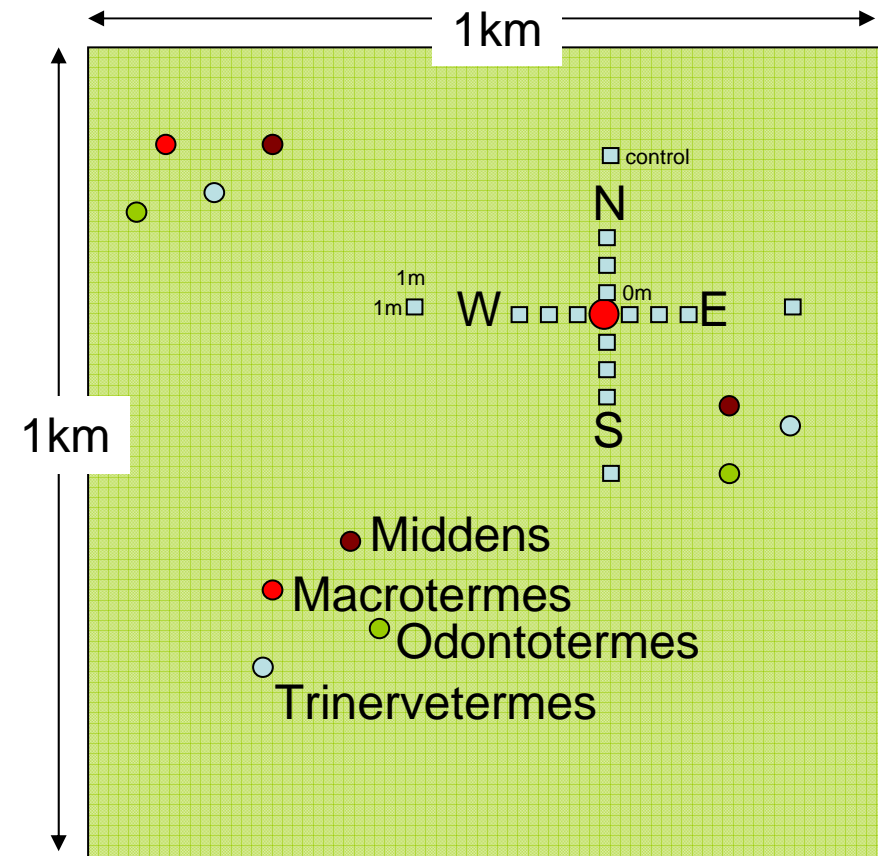 1km
control
N
1m
1m
W
0m
E
1km
S
Middens
Macrotermes
Odontotermes
Trinervetermes